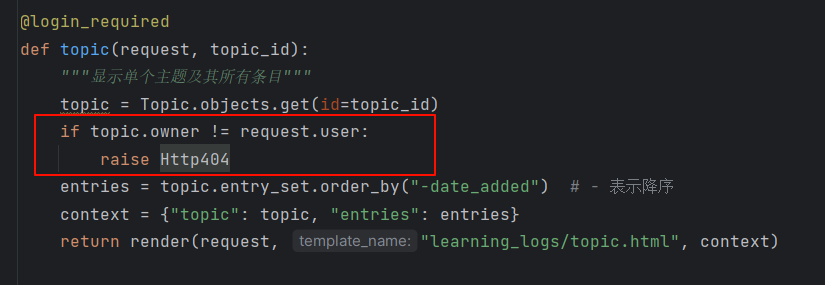 @login_required
def topic(request, topic_id):
    """显示单个主题及其所有条目"""
    topic = Topic.objects.get(id=topic_id)
    if topic.owner != request.user:
        raise Http404
    entries = topic.entry_set.order_by("-date_added")  # - 表示降序
    context = {"topic": topic, "entries": entries}
    return render(request, template_name: "learning_logs/topic.html", context)